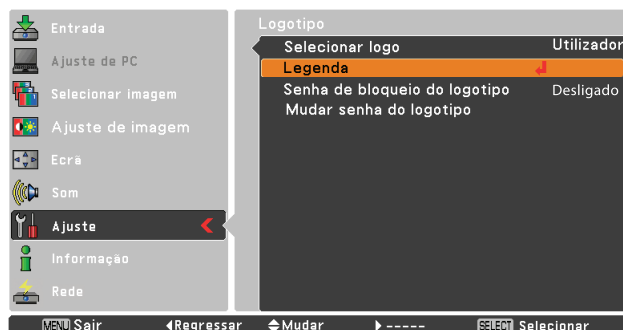 Entrada
Ajuste de PC
Selecionar imagem
Ajuste de imagem
Ecrã
Som
Ajuste
Informação
Rede
Logotipo
Selecionar logo Utilizador
Legenda
Senha de bloqueio do logotipo Desligado
Mudar senha do logotipo
MENU Sair Regressar Mudar ----- SELECT Selecionar